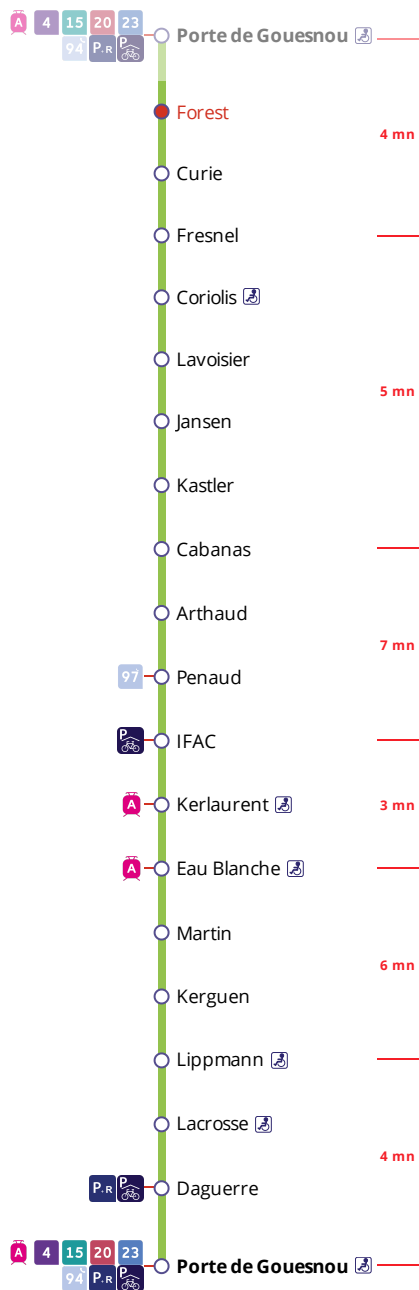 A 4 15 20 23 Porte de Gouesnou
94 P+R P
Forest
4 mn
Curie
Fresnel
Coriolis
Lavoisier
5 mn
Jansen
Kastler
Cabanas
Arthaud
7 mn
97 Penaud
P IFAC
A Kerlaurent 3 mn
A Eau Blanche
Martin
6 mn
Kerguen
Lippmann
Lacrosse
4 mn
P+R P Daguerre
A 4 15 20 23 Porte de Gouesnou
94 P+R P